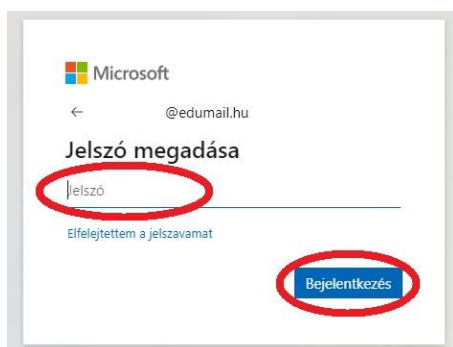 Microsoft
← @edumail.hu
Jelszó megadása
Jelszó
Elfelejtettem a jelszavamat
Bejelentkezés